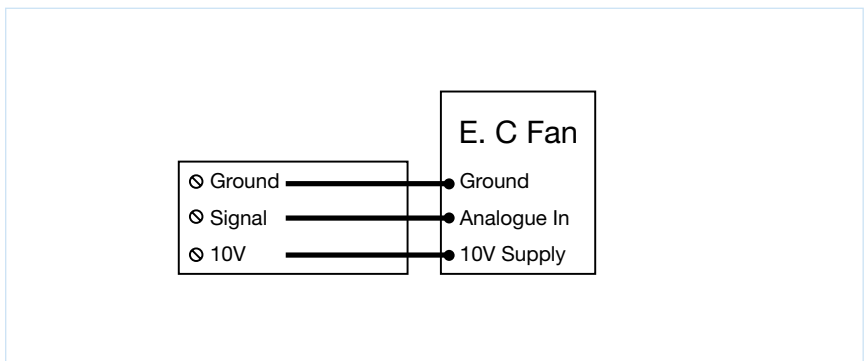 E. C Fan
Ground Ground
Signal Analogue In
10V 10V Supply